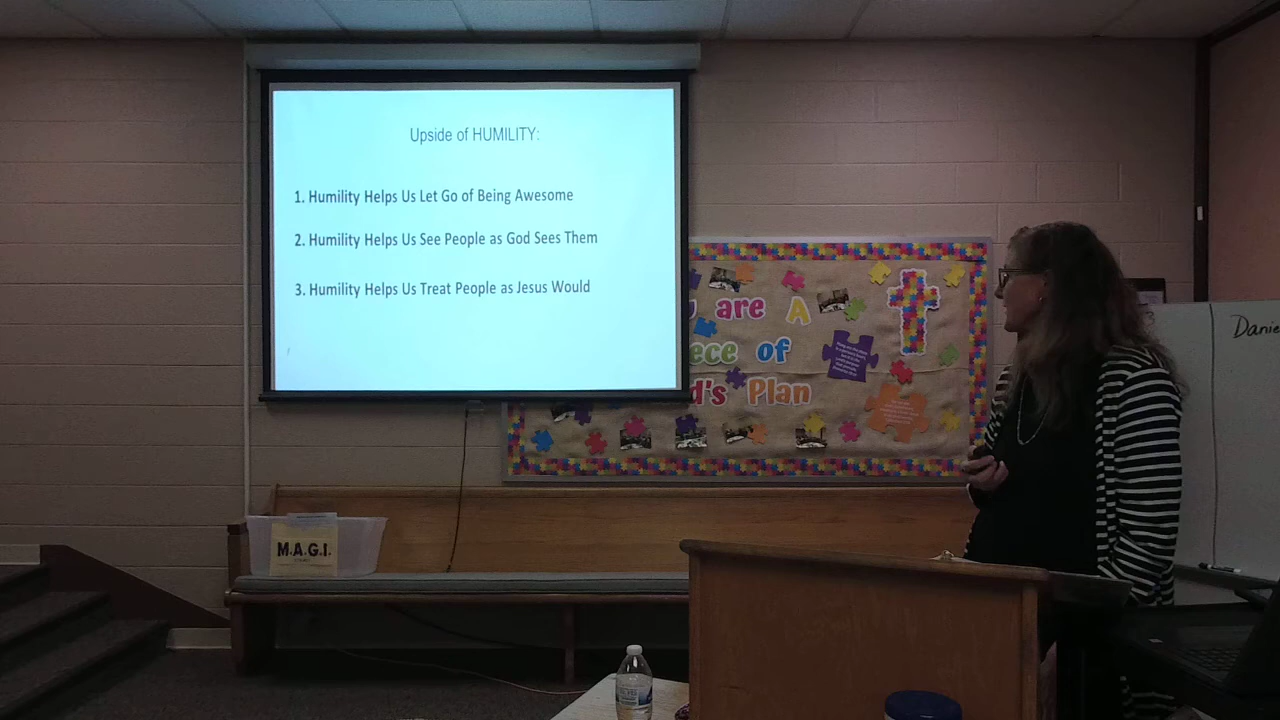 Upside of HUMILITY:
1. Humility Helps Us Let Go of Being Awesome
2. Humility Helps Us See People as God Sees Them
3. Humility Helps Us Treat People as Jesus Would
are A
ece of
d's Plan
Danie
M.A.G.I.